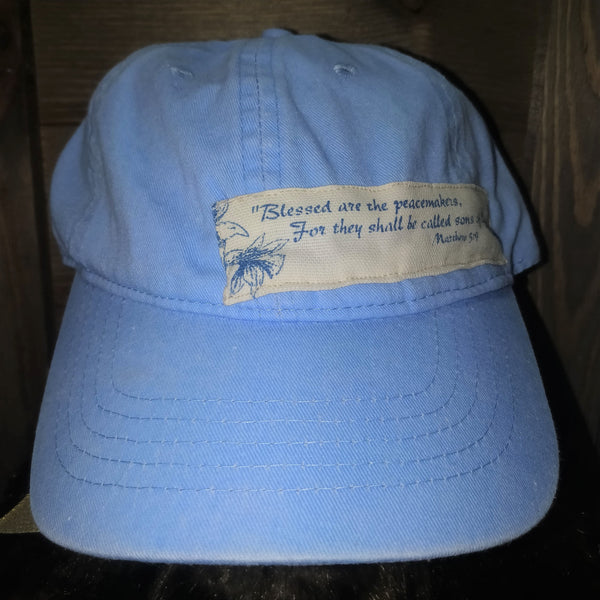 "Blessed are the peacemakers,
For they shall be called sons
Matthew 5:9